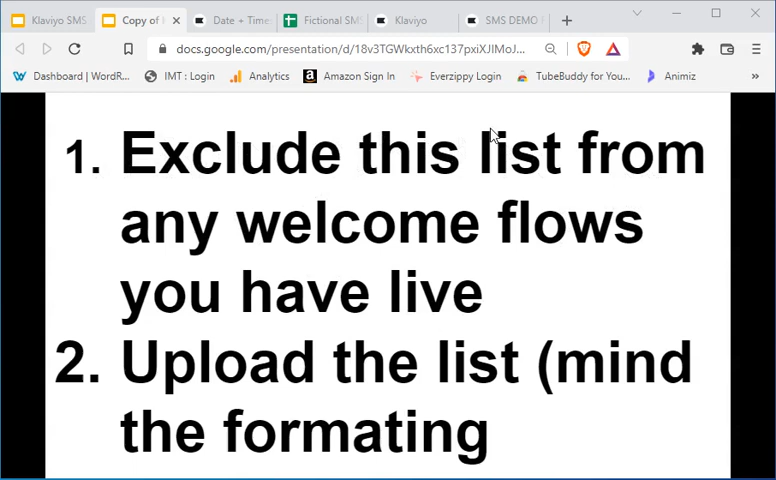 Klaviyo SMS
Copy of
Date + Time
Fictional SMS
Klaviyo
SMS DEMO
docs.google.com/presentation/d/18v3TGWkxth6xc137pxiXJIMoJ...
Dashboard | WordPr...
IMT : Login
Analytics
Amazon Sign In
Everzippy Login
TubeBuddy for You...
Animiz
»
1. Exclude this list from
any welcome flows
you have live
2. Upload the list (mind
the formating